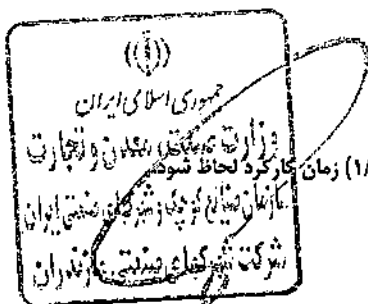 جمهوری اسلامی ایران
وزارت صنعت، معدن و تجارت
۱/) زمان کارکرد لحاظ شود.
سازمان صنایع کوچک و شهرکهای صنعتی ایران
شرکت شهرکهای صنعتی مازندران